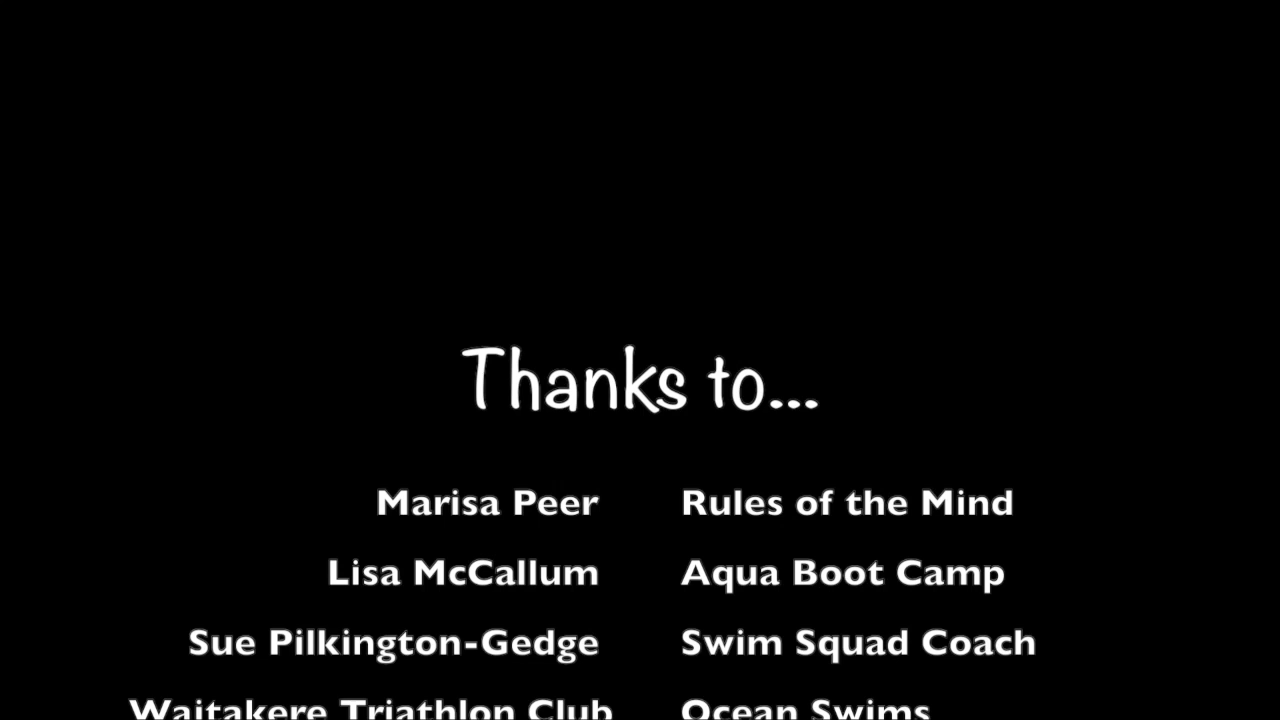 Thanks to...
Marisa Peer Rules of the Mind
Lisa McCallum Aqua Boot Camp
Sue Pilkington-Gedge Swim Squad Coach
Waitakere Triathlon Club Ocean Swims